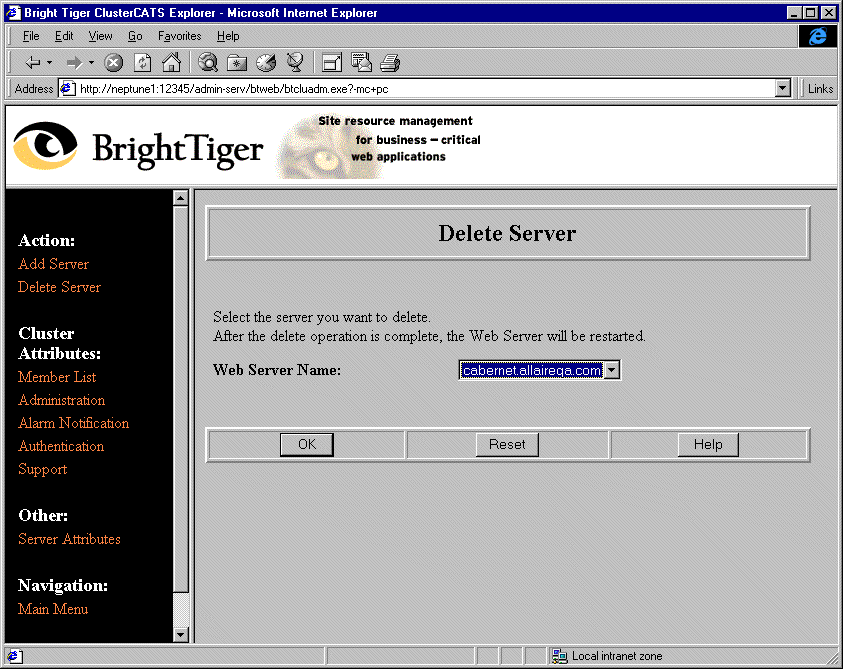 Bright Tiger ClusterCATS Explorer - Microsoft Internet Explorer
File Edit View Go Favorites Help
Address http://neptune1:12345/admin-serv/btweb/btcluadm.exe?-mc+pc Links
BrightTiger
Site resource management
for business – critical
web applications
Action:
Add Server
Delete Server
Cluster
Attributes:
Member List
Administration
Alarm Notification
Authentication
Support
Other:
Server Attributes
Navigation:
Main Menu
Delete Server
Select the server you want to delete.
After the delete operation is complete, the Web Server will be restarted.
Web Server Name: cabernet.allaireqa.com
OK Reset Help
Local intranet zone